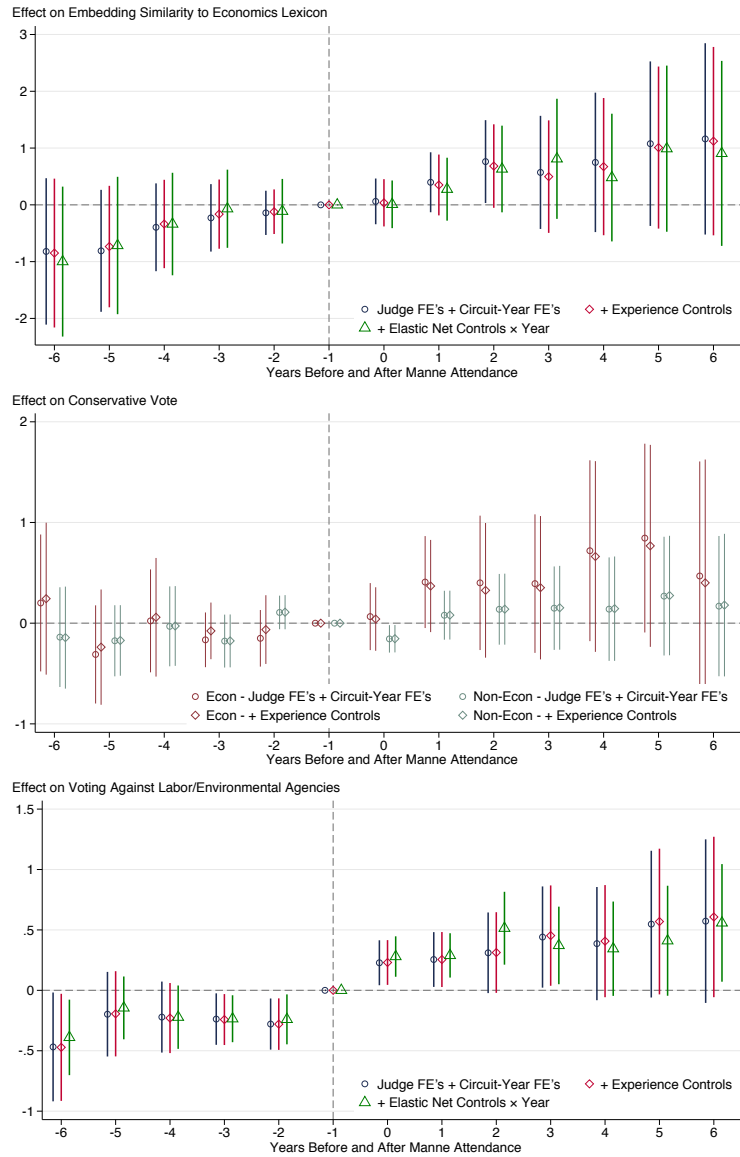 Effect on Embedding Similarity to Economics Lexicon
3
2
1
0
-1
-2
Judge FE's + Circuit-Year FE's + Experience Controls
+ Elastic Net Controls × Year
-6 -5 -4 -3 -2 -1 0 1 2 3 4 5 6
Years Before and After Manne Attendance
Effect on Conservative Vote
2
1
0
-1
Econ - Judge FE's + Circuit-Year FE's Non-Econ - Judge FE's + Circuit-Year FE's
Econ - + Experience Controls Non-Econ - + Experience Controls
-6 -5 -4 -3 -2 -1 0 1 2 3 4 5 6
Years Before and After Manne Attendance
Effect on Voting Against Labor/Environmental Agencies
1.5
1
.5
0
-.5
-1
Judge FE's + Circuit-Year FE's + Experience Controls
+ Elastic Net Controls × Year
-6 -5 -4 -3 -2 -1 0 1 2 3 4 5 6
Years Before and After Manne Attendance